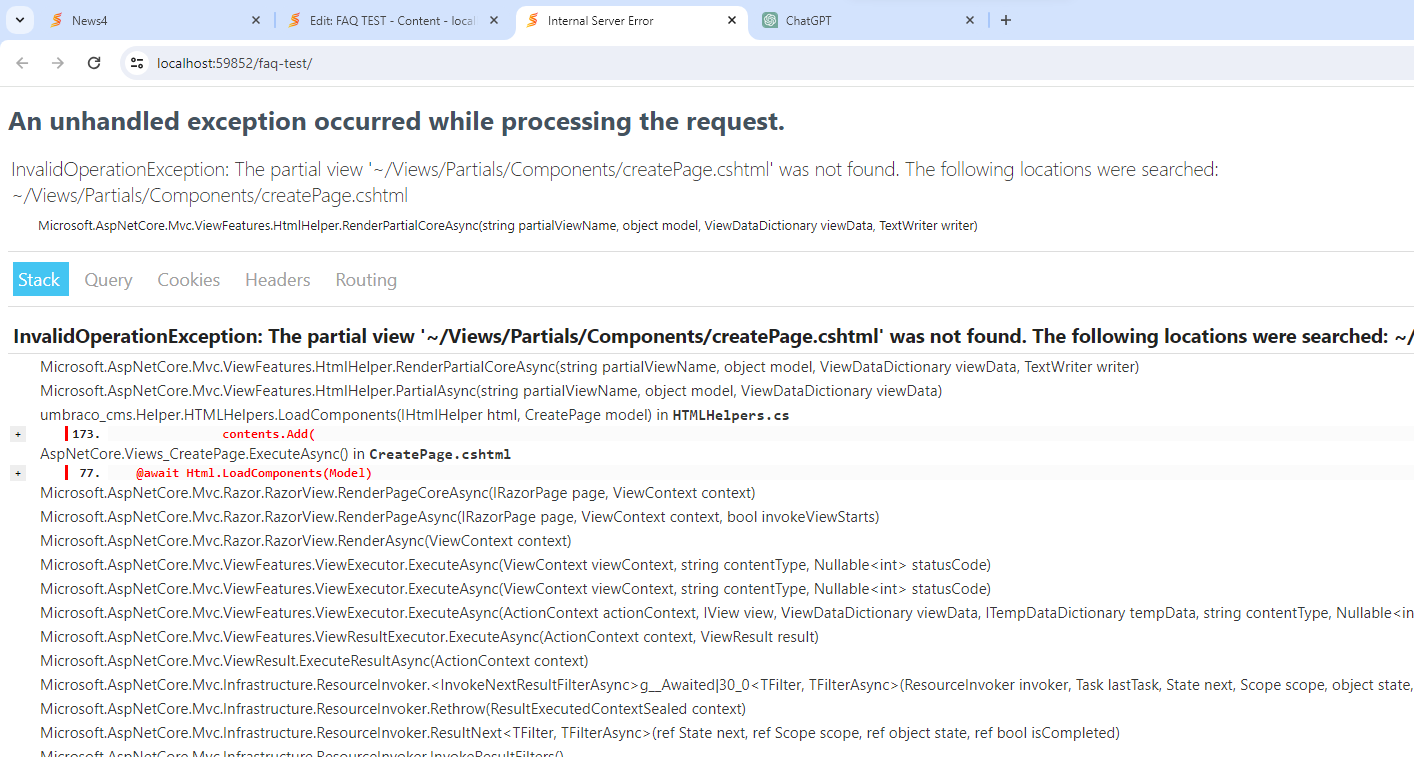 News4
Edit: FAQ TEST - Content - local
Internal Server Error
ChatGPT
localhost:59852/faq-test/
An unhandled exception occurred while processing the request.
InvalidOperationException: The partial view '~/Views/Partials/Components/createPage.cshtml' was not found. The following locations were searched:
~/Views/Partials/Components/createPage.cshtml
Microsoft.AspNetCore.Mvc.ViewFeatures.HtmlHelper.RenderPartialCoreAsync(string partialViewName, object model, ViewDataDictionary viewData, TextWriter writer)
Stack Query Cookies Headers Routing
InvalidOperationException: The partial view '~/Views/Partials/Components/createPage.cshtml' was not found. The following locations were searched: ~/
Microsoft.AspNetCore.Mvc.ViewFeatures.HtmlHelper.RenderPartialCoreAsync(string partialViewName, object model, ViewDataDictionary viewData, TextWriter writer)
Microsoft.AspNetCore.Mvc.ViewFeatures.HtmlHelper.PartialAsync(string partialViewName, object model, ViewDataDictionary viewData)
umbraco_cms.Helper.HTMLHelpers.LoadComponents(IHtmlHelper html, CreatePage model) in HTMLHelpers.cs
+ 173. contents.Add(
AspNetCore.Views_CreatePage.ExecuteAsync() in CreatePage.cshtml
+ 77. @await Html.LoadComponents(Model)
Microsoft.AspNetCore.Mvc.Razor.RazorView.RenderPageCoreAsync(IRazorPage page, ViewContext context)
Microsoft.AspNetCore.Mvc.Razor.RazorView.RenderPageAsync(IRazorPage page, ViewContext context, bool invokeViewStarts)
Microsoft.AspNetCore.Mvc.Razor.RazorView.RenderAsync(ViewContext context)
Microsoft.AspNetCore.Mvc.ViewFeatures.ViewExecutor.ExecuteAsync(ViewContext viewContext, string contentType, Nullable<int> statusCode)
Microsoft.AspNetCore.Mvc.ViewFeatures.ViewExecutor.ExecuteAsync(ViewContext viewContext, string contentType, Nullable<int> statusCode)
Microsoft.AspNetCore.Mvc.ViewFeatures.ViewExecutor.ExecuteAsync(ActionContext actionContext, IView view, ViewDataDictionary viewData, ITempDataDictionary tempData, string contentType, Nullable<in
Microsoft.AspNetCore.Mvc.ViewFeatures.ViewResultExecutor.ExecuteAsync(ActionContext context, ViewResult result)
Microsoft.AspNetCore.Mvc.ViewResult.ExecuteResultAsync(ActionContext context)
Microsoft.AspNetCore.Mvc.Infrastructure.ResourceInvoker.<InvokeNextResultFilterAsync>g__Awaited|30_0<TFilter, TFilterAsync>(ResourceInvoker invoker, Task lastTask, State next, Scope scope, object state,
Microsoft.AspNetCore.Mvc.Infrastructure.ResourceInvoker.Rethrow(ResultExecutedContextSealed context)
Microsoft.AspNetCore.Mvc.Infrastructure.ResourceInvoker.ResultNext<TFilter, TFilterAsync>(ref State next, ref Scope scope, ref object state, ref bool isCompleted)
Microsoft.AspNetCore.Mvc.Infrastructure.ResourceInvoker.InvokeResultFilters()